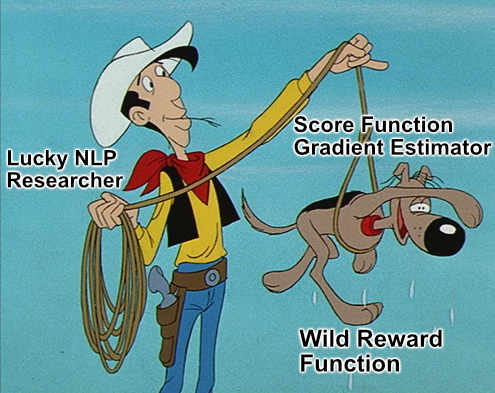 Lucky NLP
Researcher
Score Function
Gradient Estimator
Wild Reward
Function